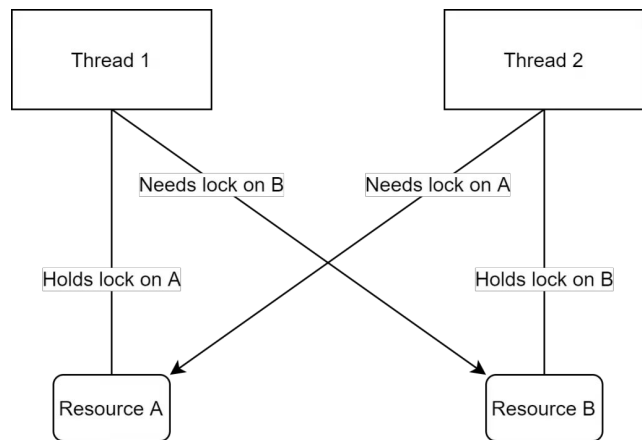 Thread 1
Thread 2
Needs lock on B
Needs lock on A
Holds lock on A
Holds lock on B
Resource A
Resource B